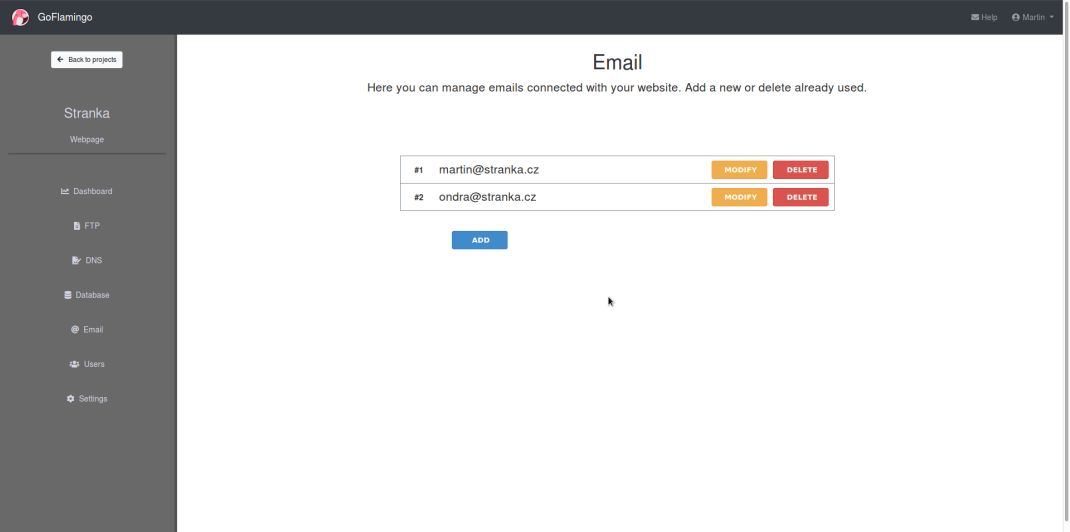 GoFlamingo
Help
Martin
Back to projects
Stranka
Webpage
Dashboard
FTP
DNS
Database
Email
Users
Settings
Email
Here you can manage emails connected with your website. Add a new or delete already used.
#1 martin@stranka.cz MODIFY DELETE
#2 ondra@stranka.cz MODIFY DELETE
ADD